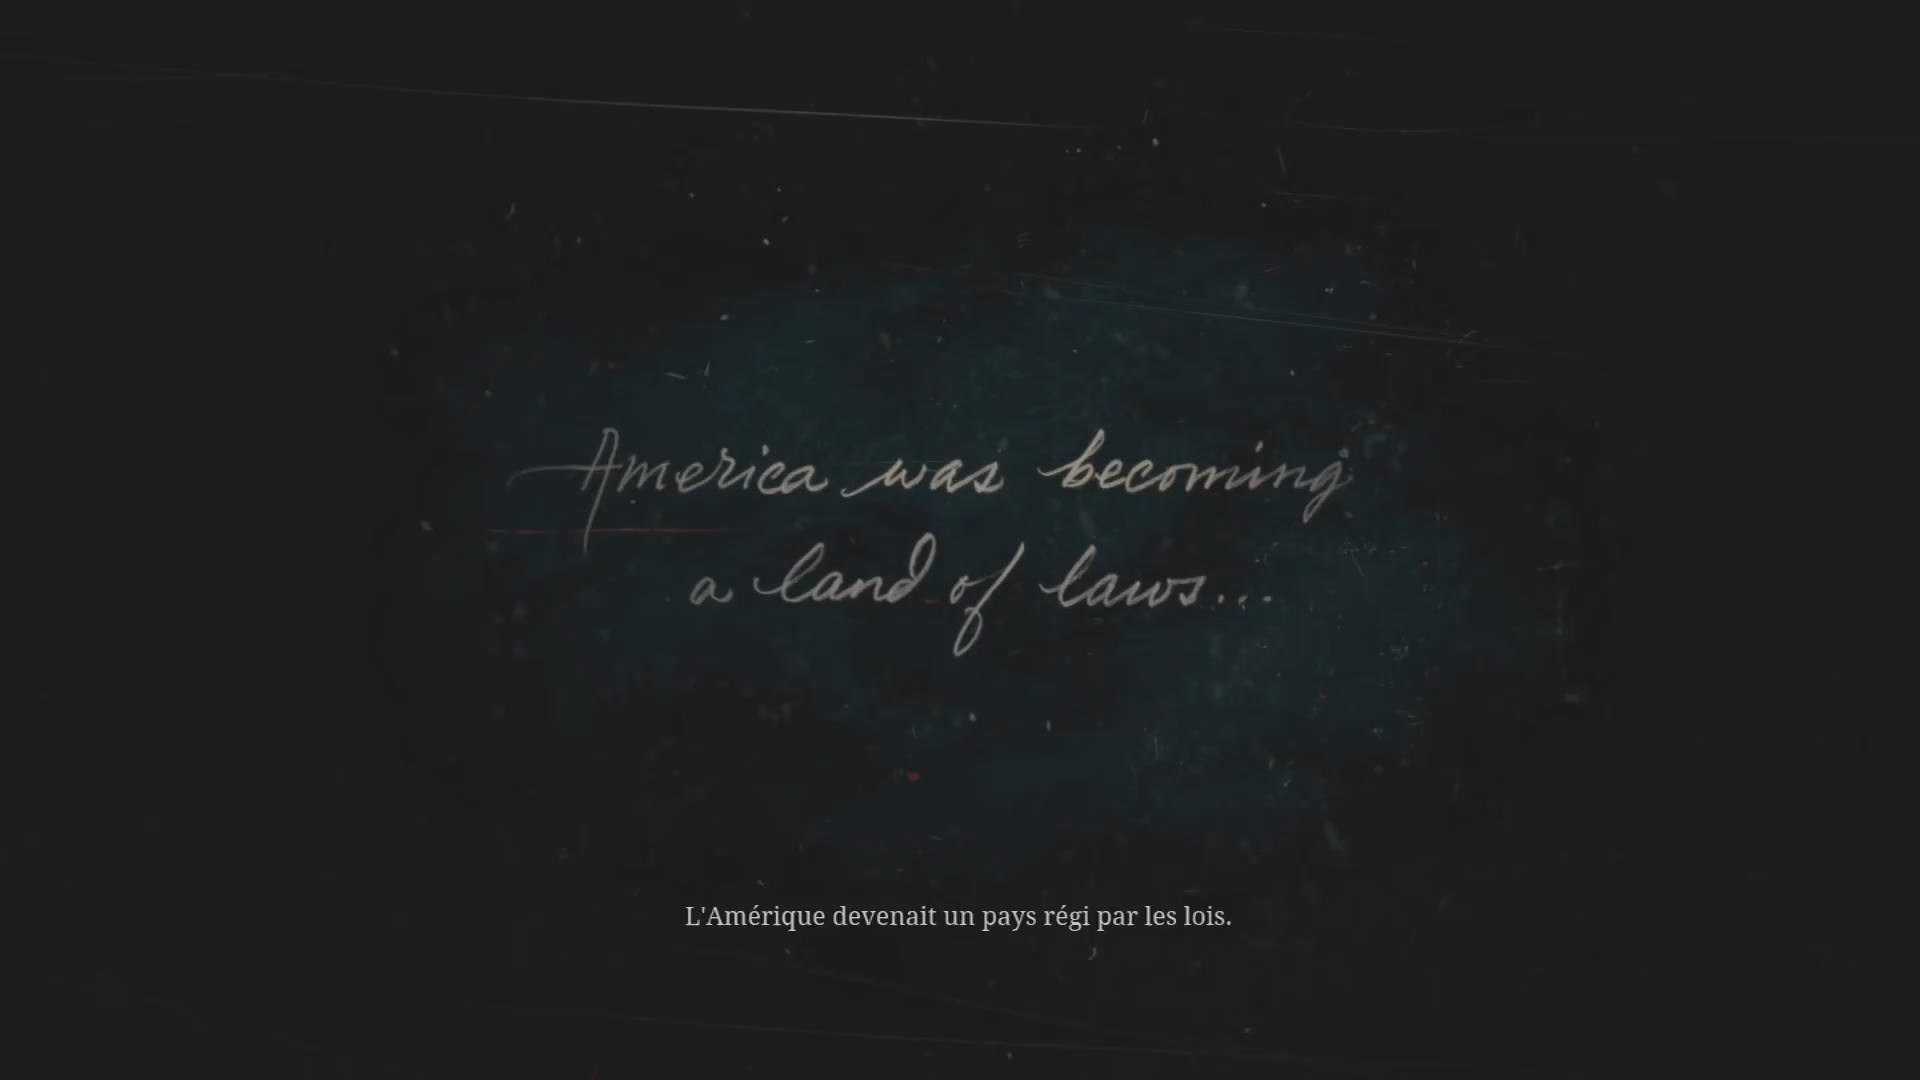 America was becoming
a land of laws...
L'Amérique devenait un pays régi par les lois.